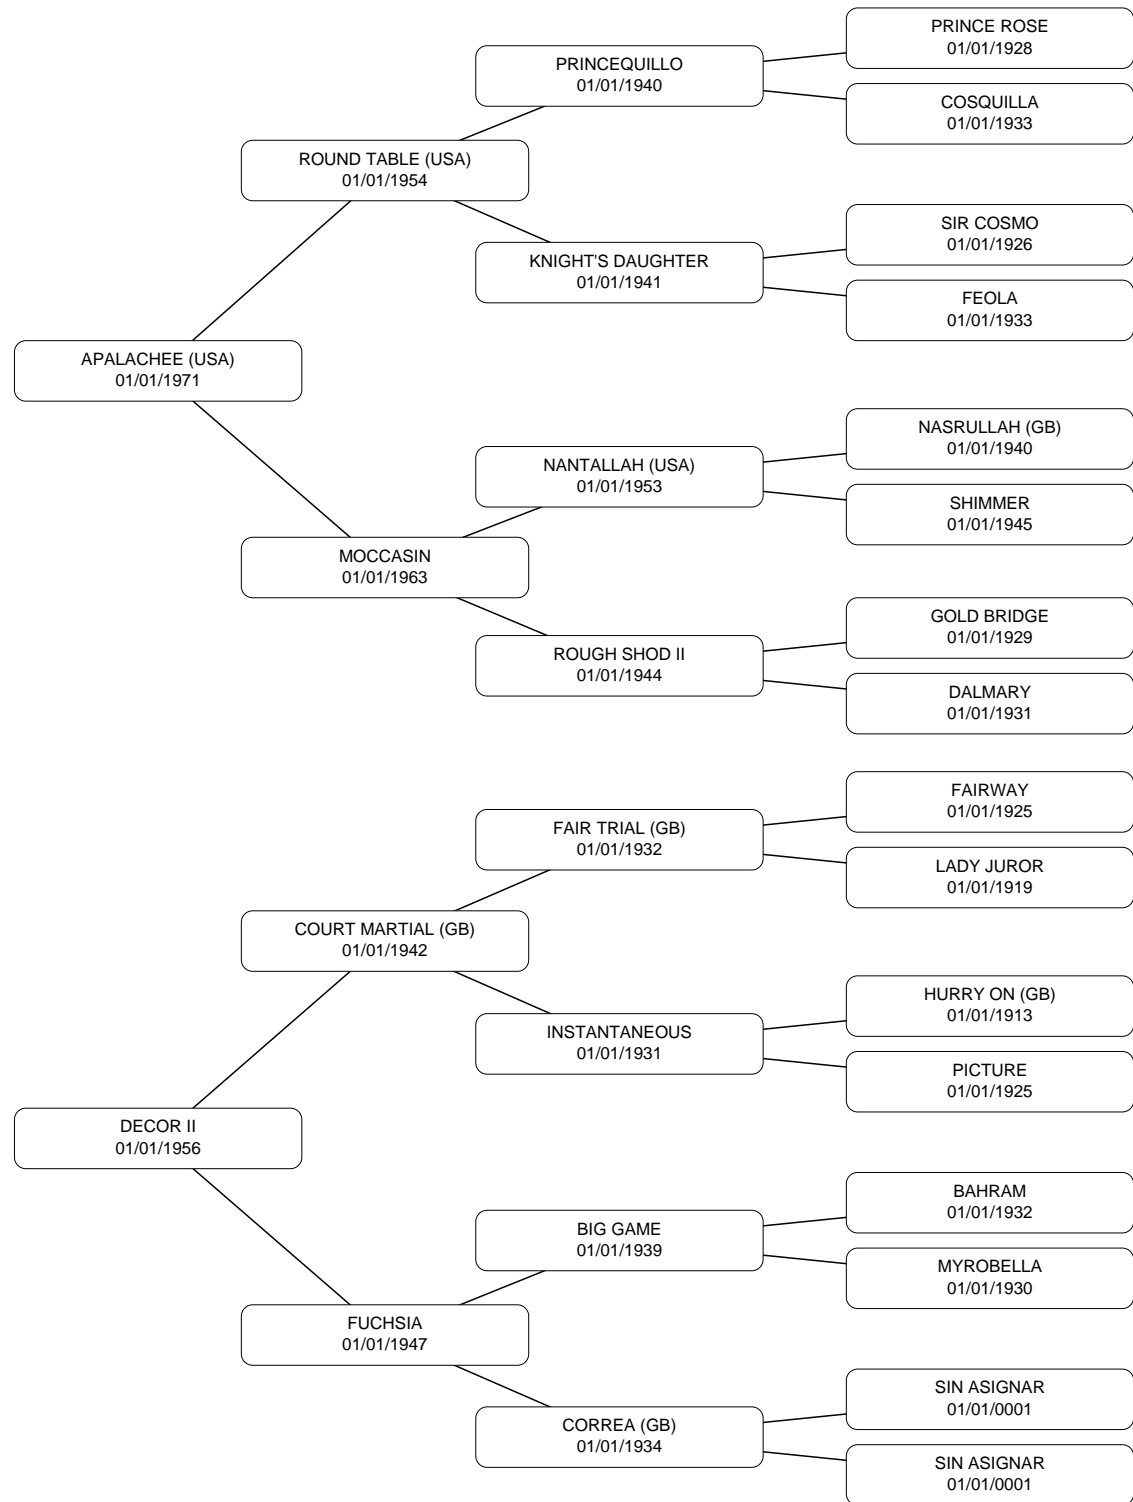 PRINCE ROSE
01/01/1928
PRINCEQUILLO
01/01/1940
COSQUILLA
01/01/1933
ROUND TABLE (USA)
01/01/1954
SIR COSMO
01/01/1926
KNIGHT'S DAUGHTER
01/01/1941
FEOLA
01/01/1933
APALACHEE (USA)
01/01/1971
NASRULLAH (GB)
01/01/1940
NANTALLAH (USA)
01/01/1953
SHIMMER
01/01/1945
MOCCASIN
01/01/1963
GOLD BRIDGE
01/01/1929
ROUGH SHOD II
01/01/1944
DALMARY
01/01/1931
FAIRWAY
01/01/1925
FAIR TRIAL (GB)
01/01/1932
LADY JUROR
01/01/1919
COURT MARTIAL (GB)
01/01/1942
HURRY ON (GB)
01/01/1913
INSTANTANEOUS
01/01/1931
PICTURE
01/01/1925
DECOR II
01/01/1956
BAHRAM
01/01/1932
BIG GAME
01/01/1939
MYROBELLA
01/01/1930
FUCHSIA
01/01/1947
SIN ASIGNAR
01/01/0001
CORREA (GB)
01/01/1934
SIN ASIGNAR
01/01/0001